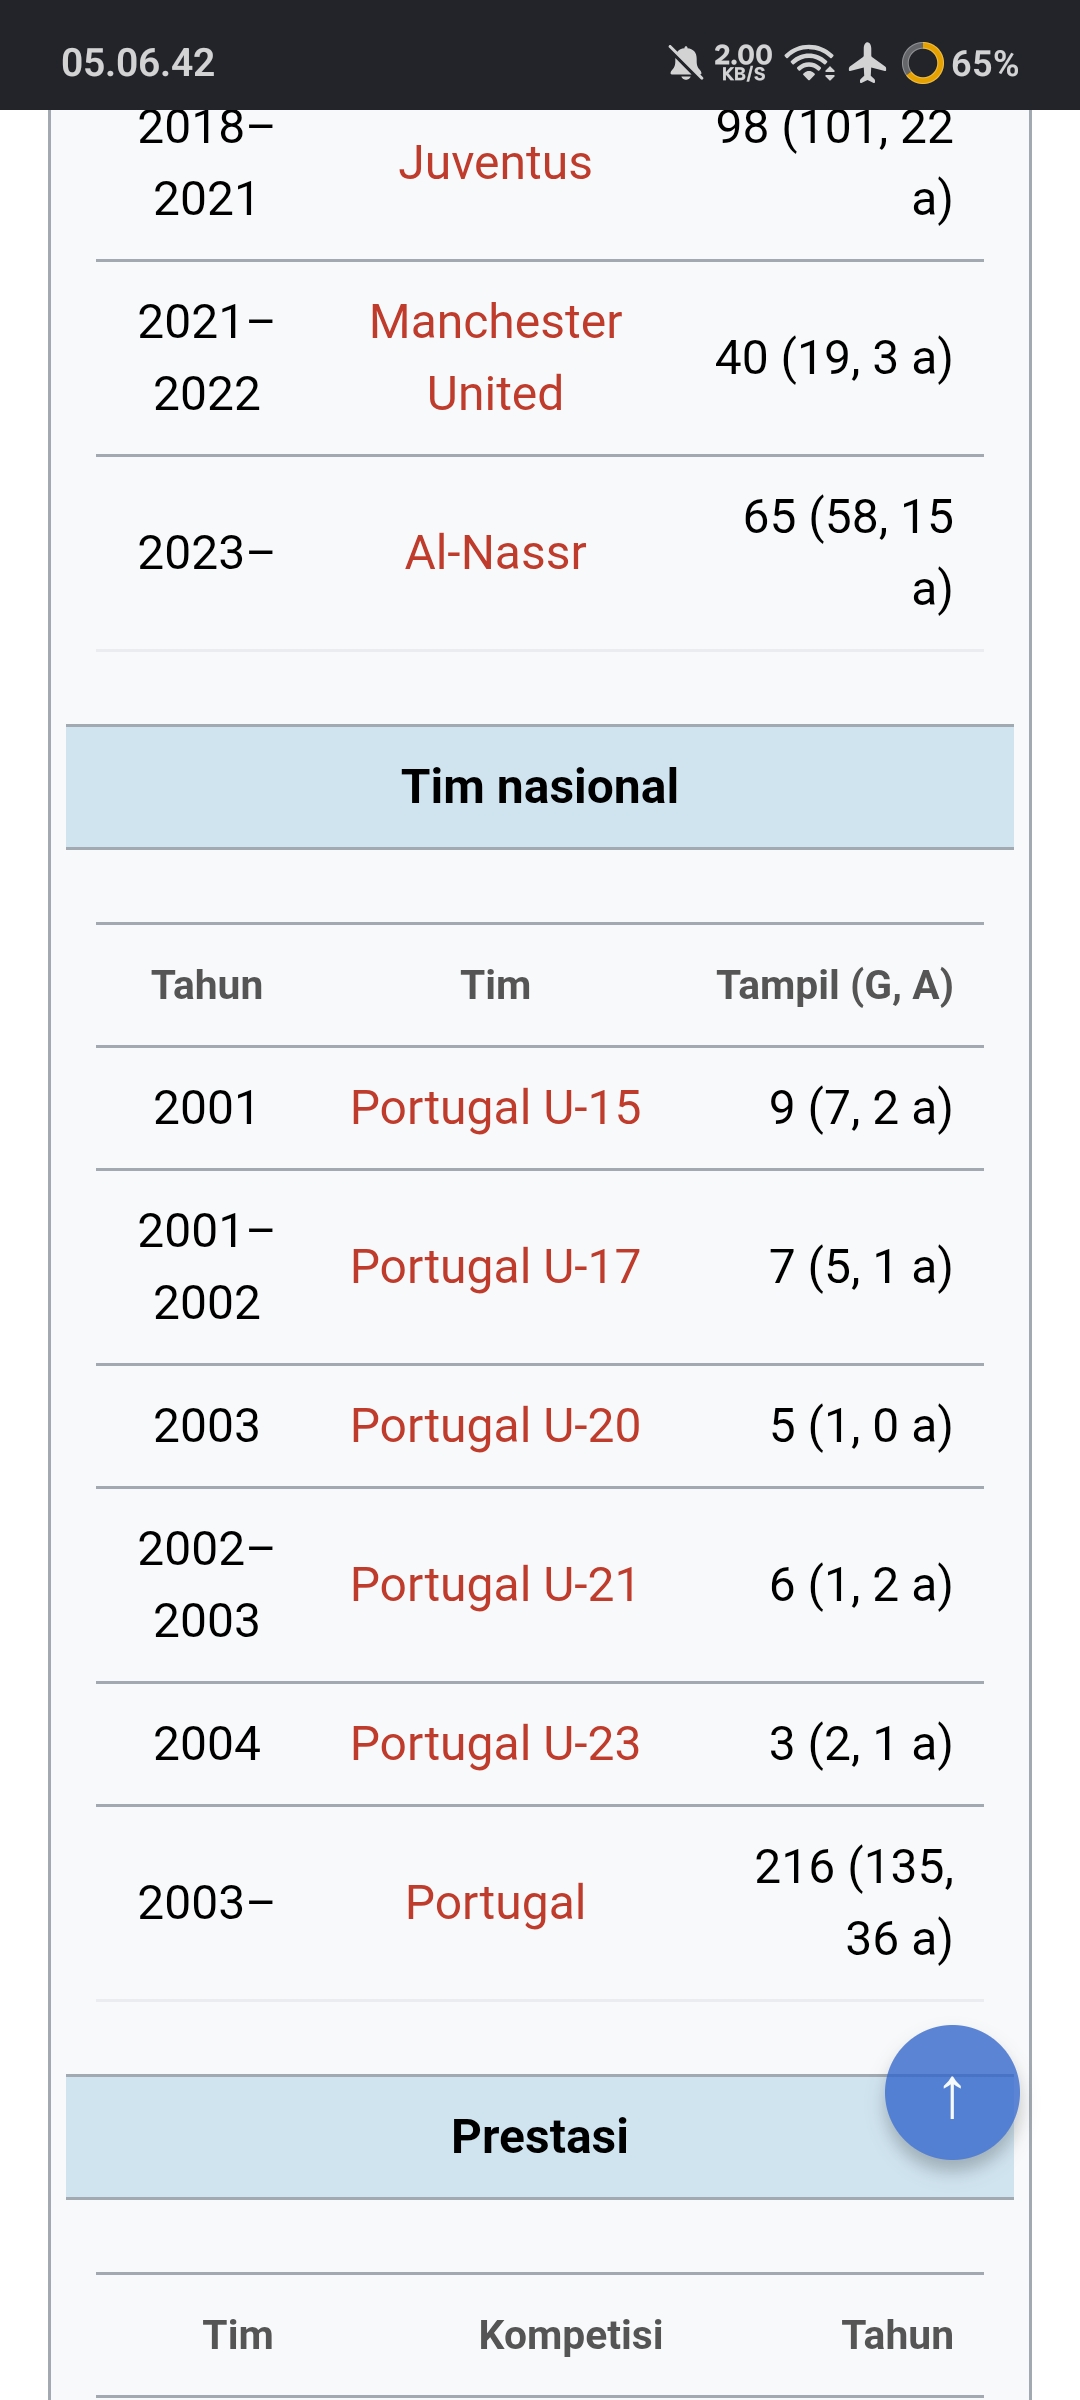 05.06.42 2.00 KB/S 65%
2018–
2021
Juventus
98 (101, 22
a)
2021–
2022
Manchester
United
40 (19, 3 a)
2023–
Al-Nassr
65 (58, 15
a)
Tim nasional
Tahun Tim Tampil (G, A)
2001 Portugal U-15 9 (7, 2 a)
2001–
2002
Portugal U-17
7 (5, 1 a)
2003 Portugal U-20 5 (1, 0 a)
2002–
2003
Portugal U-21
6 (1, 2 a)
2004 Portugal U-23 3 (2, 1 a)
2003–
Portugal
216 (135,
36 a)
↑
Prestasi
Tim Kompetisi Tahun